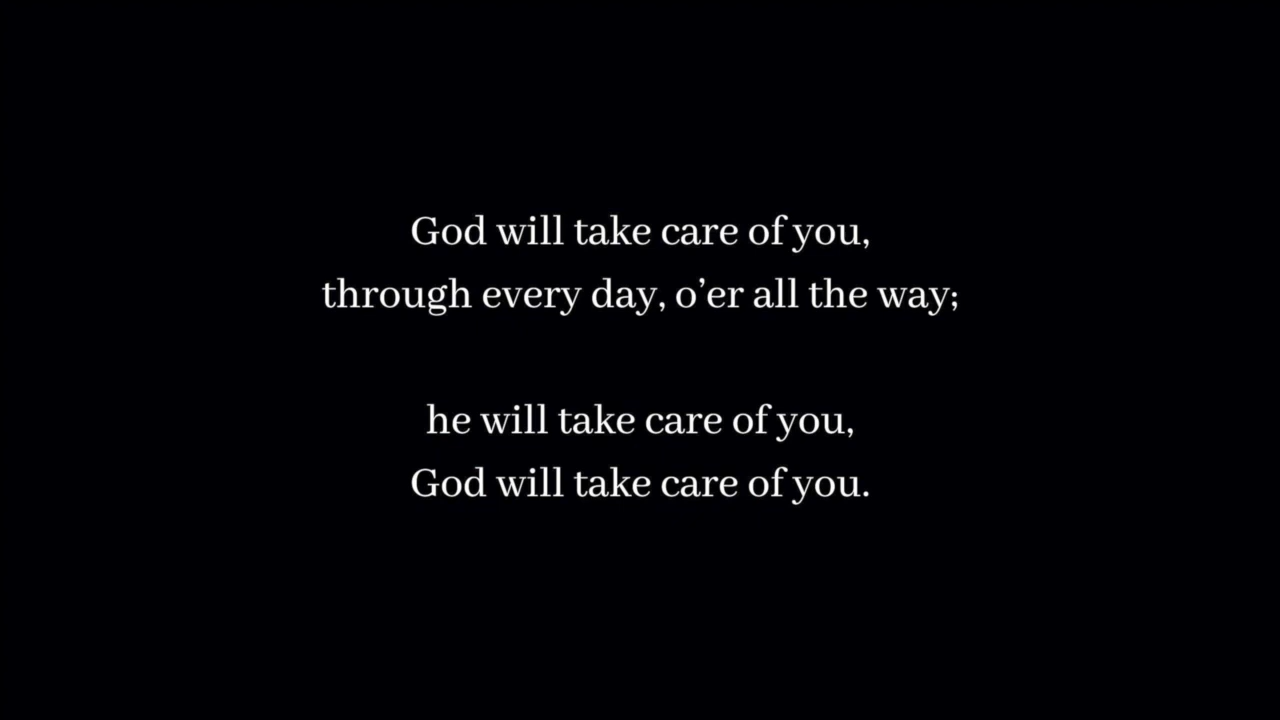 God will take care of you,
through every day, o’er all the way;
he will take care of you,
God will take care of you.